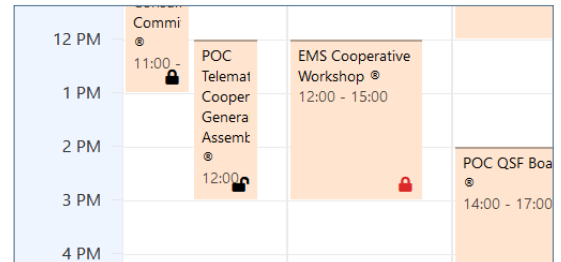 Commi
®
11:00 -
12 PM
1 PM
2 PM
3 PM
4 PM
POC
Telemat
Cooper
Genera
Assemb
®
12:00
EMS Cooperative
Workshop ®
12:00 - 15:00
POC QSF Boa
®
14:00 - 17:00